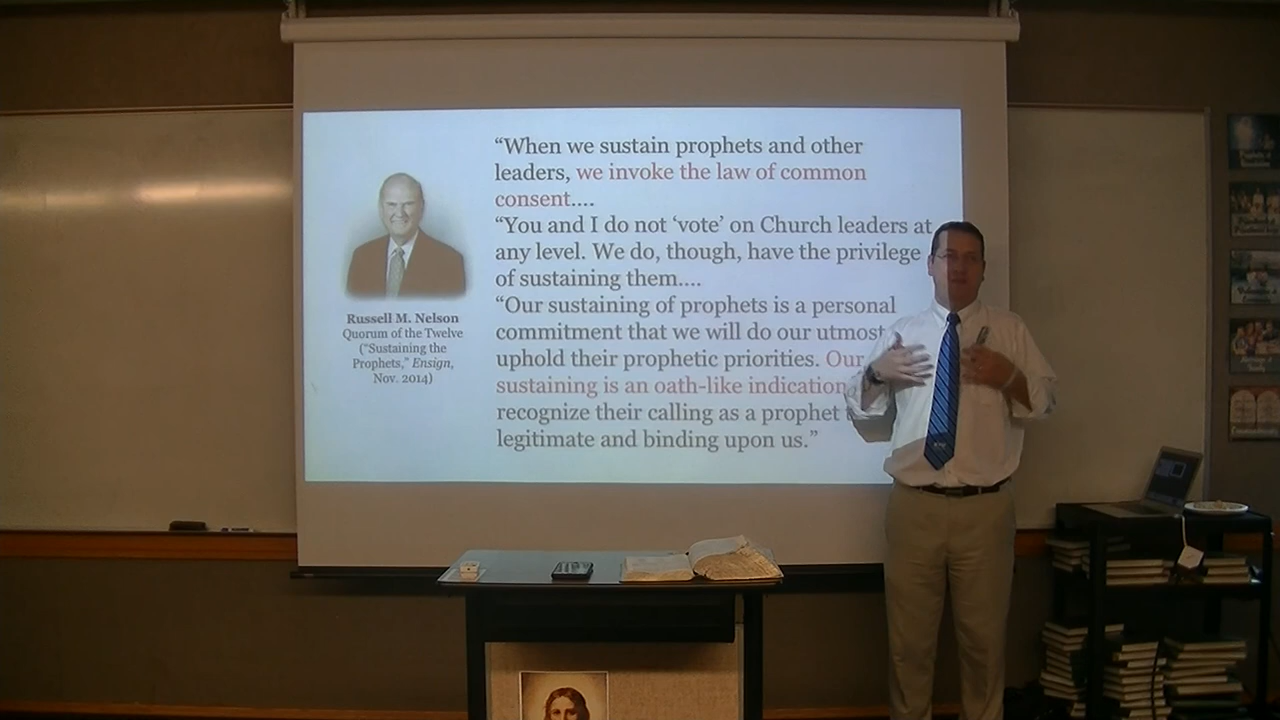 “When we sustain prophets and other
leaders, we invoke the law of common
consent....
“You and I do not ‘vote’ on Church leaders at
any level. We do, though, have the privilege
of sustaining them....
“Our sustaining of prophets is a personal
commitment that we will do our utmost
uphold their prophetic priorities. Our
sustaining is an oath-like indication
recognize their calling as a prophet
legitimate and binding upon us.”
Russell M. Nelson
Quorum of the Twelve
(“Sustaining the
Prophets,” Ensign,
Nov. 2014)